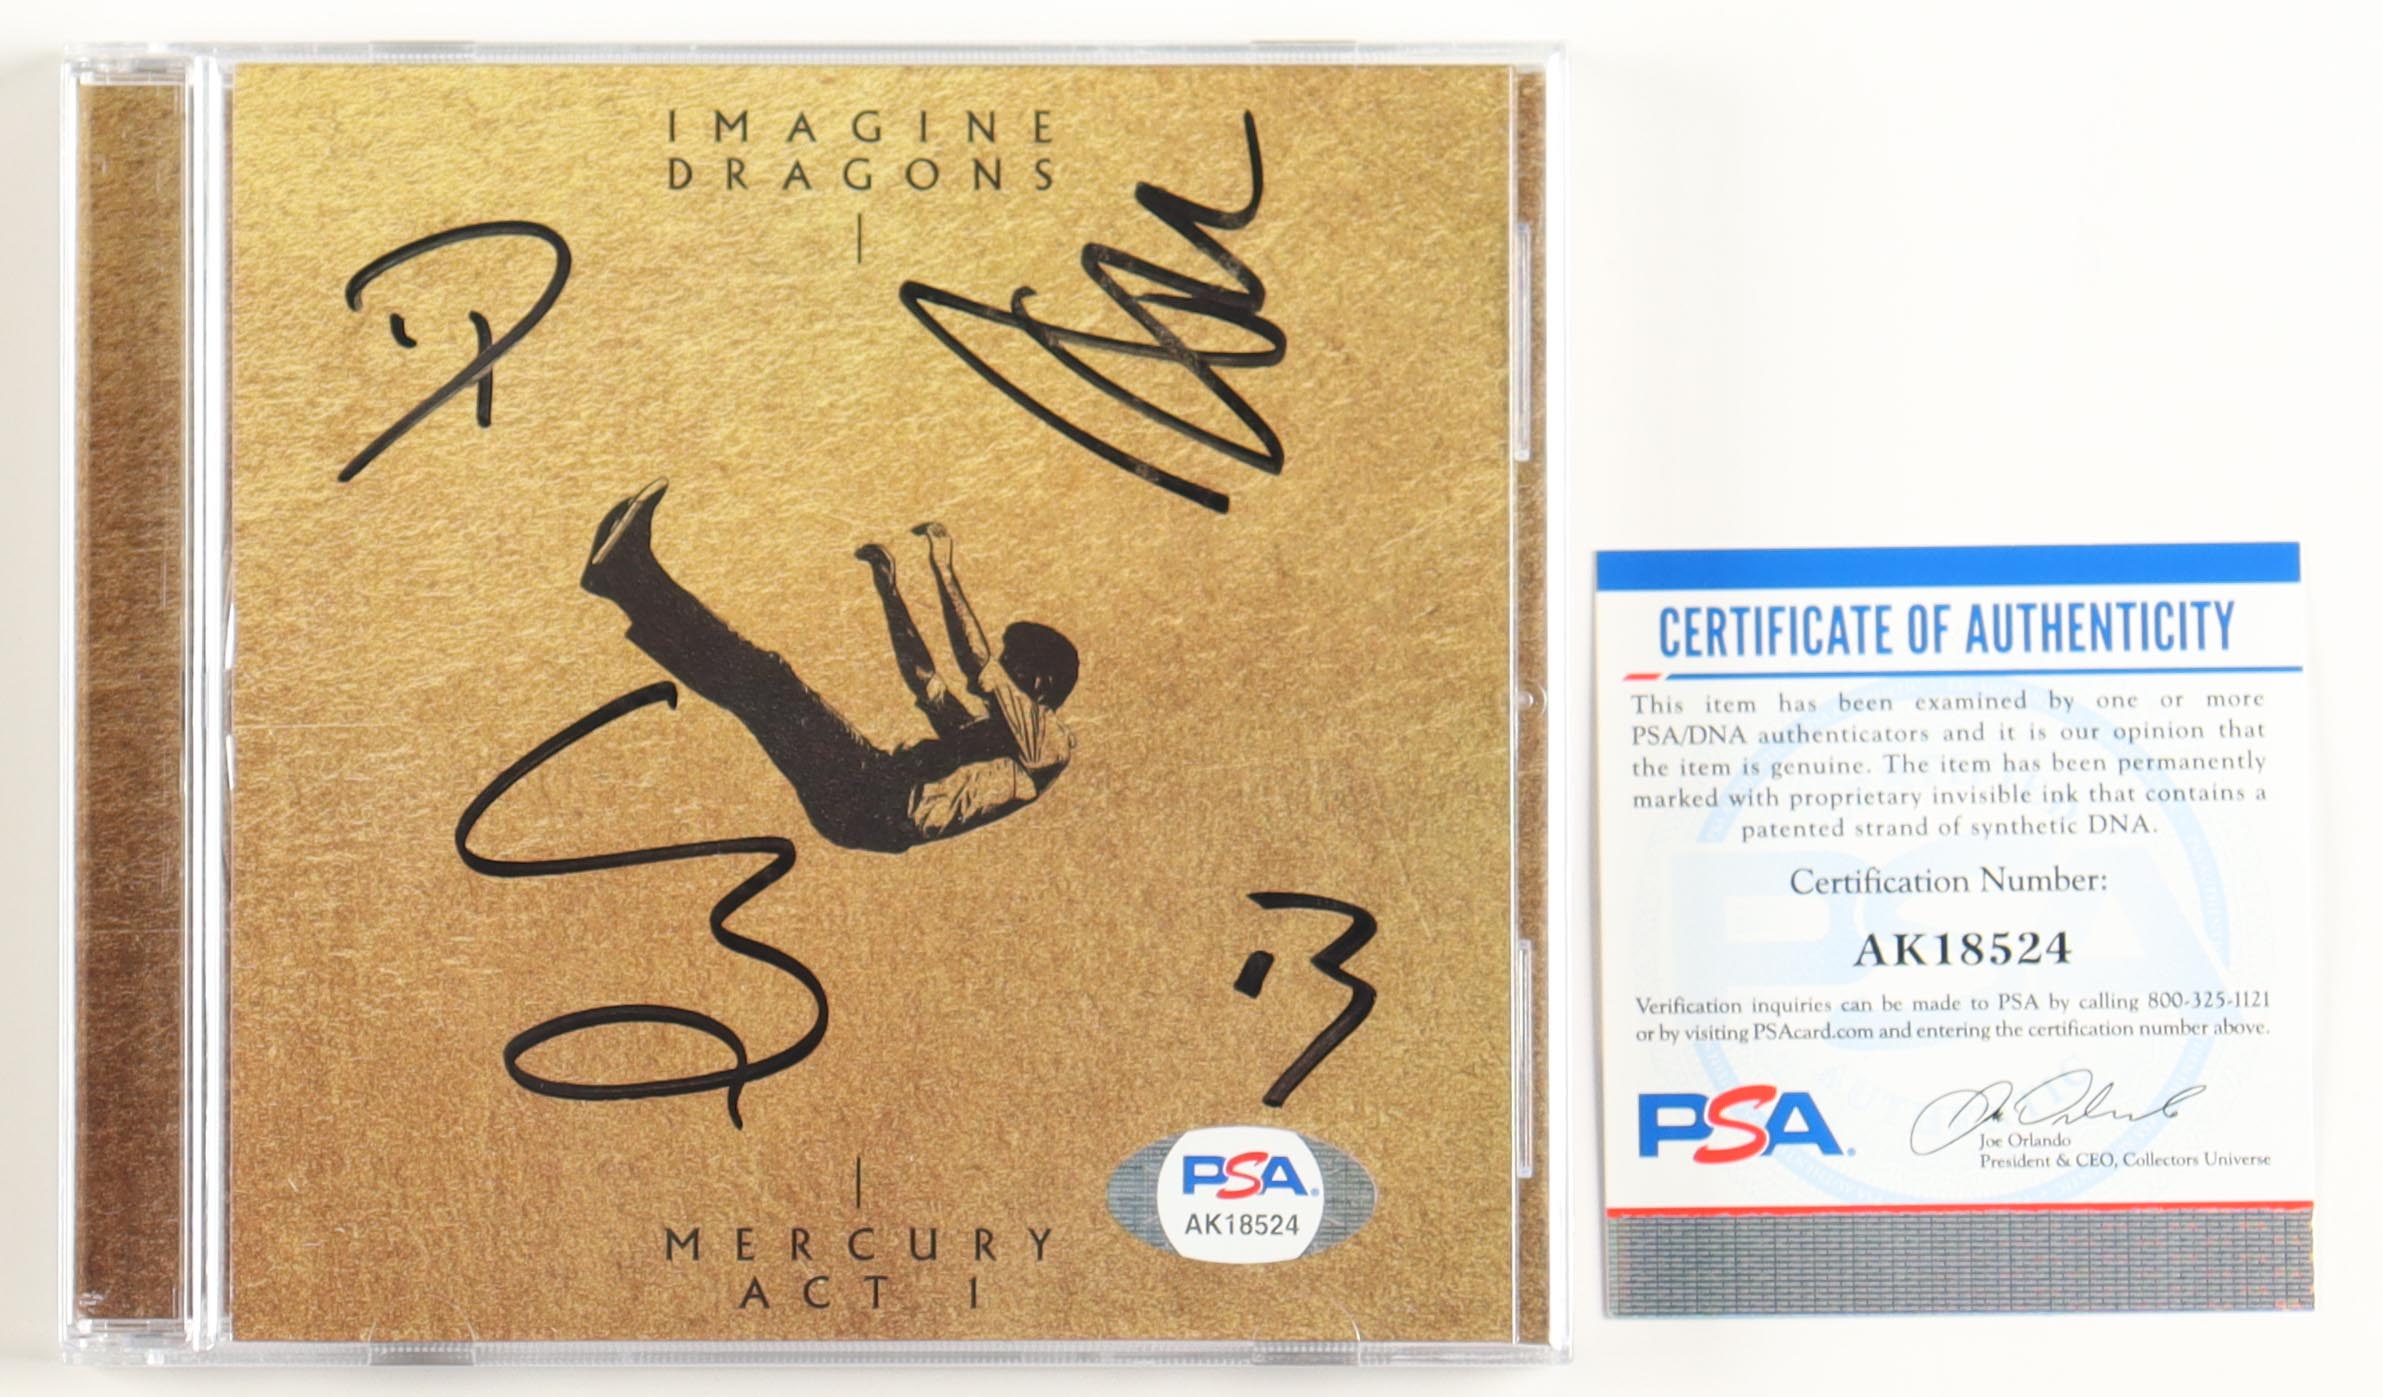 IMAGINE
DRAGONS
MERCURY
ACT 1
PSA
AK18524
CERTIFICATE OF AUTHENTICITY
This item has been examined by one or more
PSA/DNA authenticators and it is our opinion that
the item is genuine. The item has been permanently
marked with proprietary invisible ink that contains a
patented strand of synthetic DNA.
Certification Number:
AK18524
Verification inquiries can be made to PSA by calling 800-325-1121
or by visiting PSAcard.com and entering the certification number above.
PSA
Joe Orlando
President & CEO, Collectors Universe